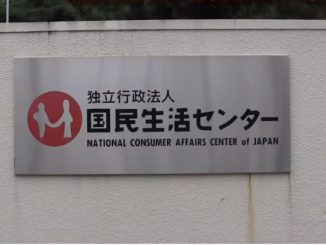 独立行政法人
国民生活センター
NATIONAL CONSUMER AFFAIRS CENTER of JAPAN